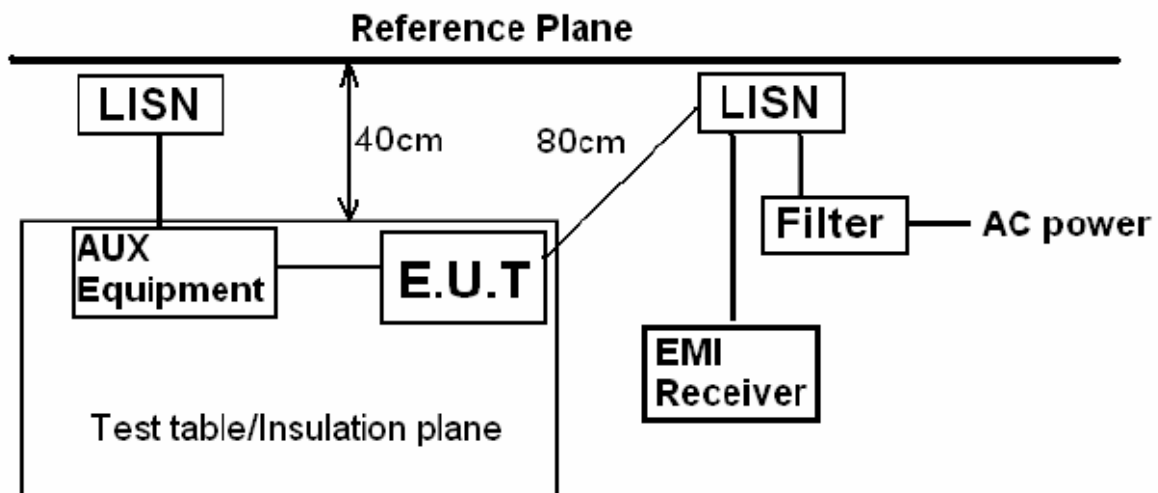 Reference Plane
LISN
LISN
40cm
80cm
Filter
AC power
AUX
Equipment
E.U.T
EMI
Receiver
Test table/Insulation plane